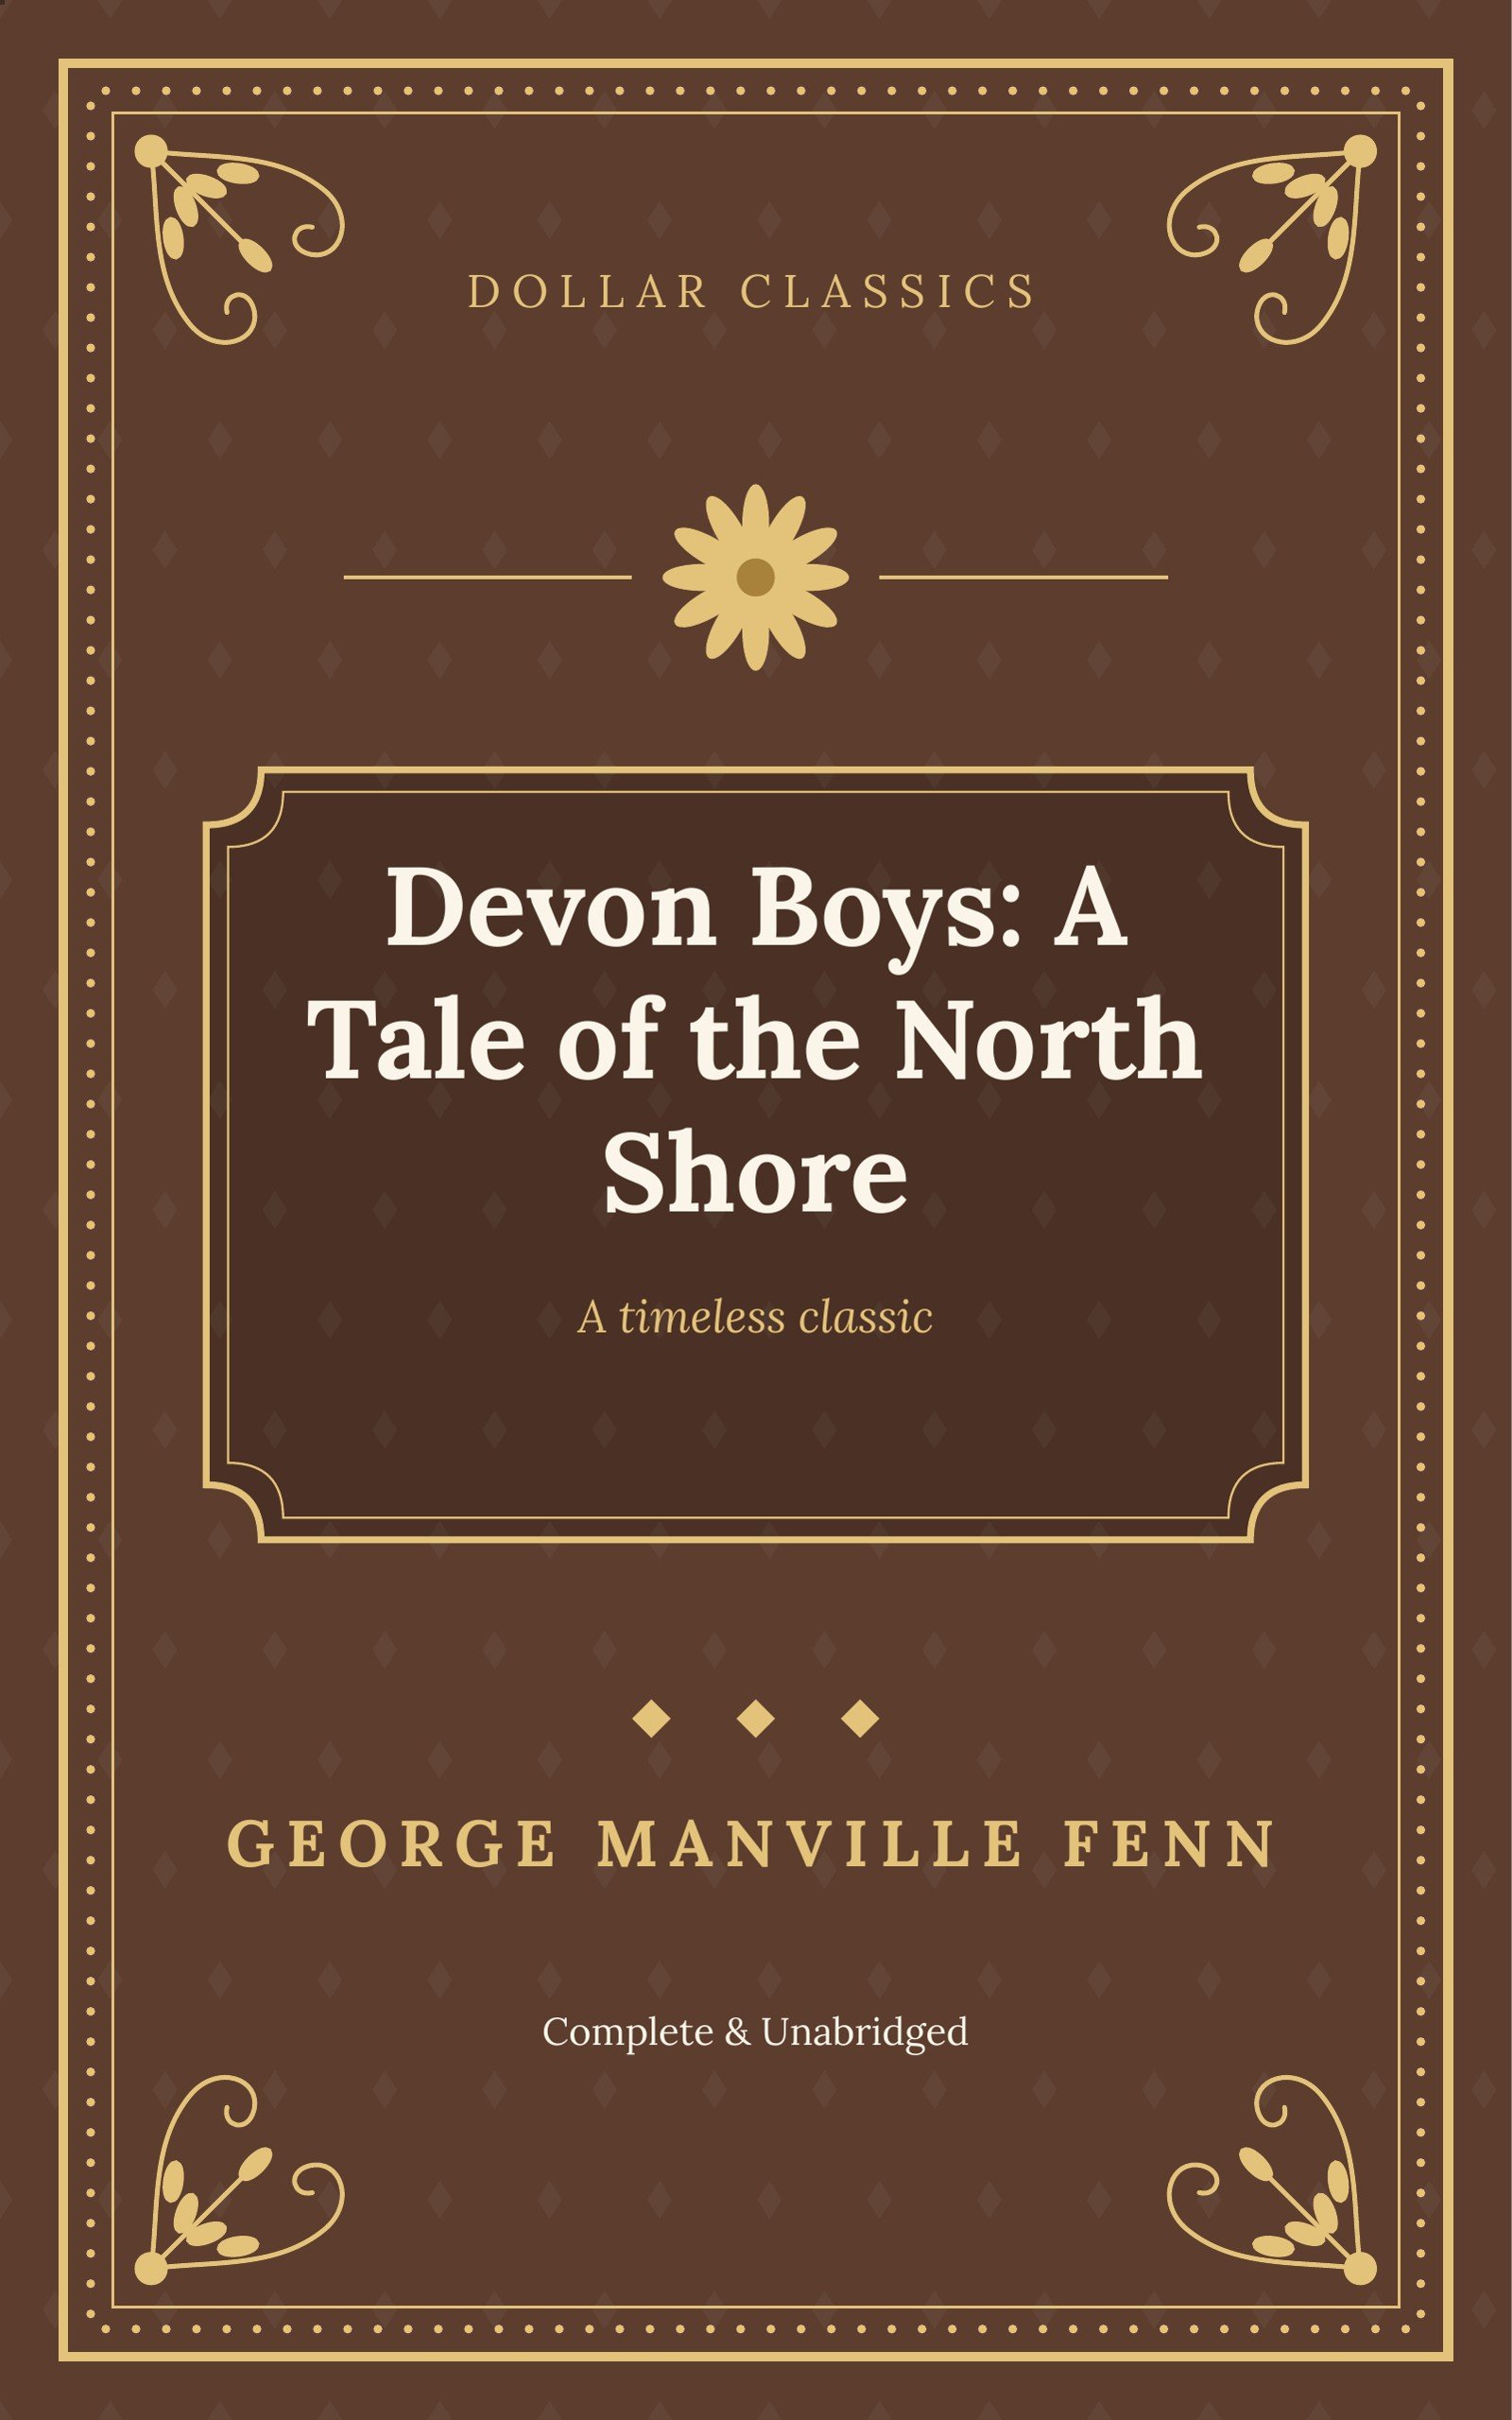 DOLLAR CLASSICS
Devon Boys: A
Tale of the North
Shore
A timeless classic
GEORGE MANVILLE FENN
Complete & Unabridged